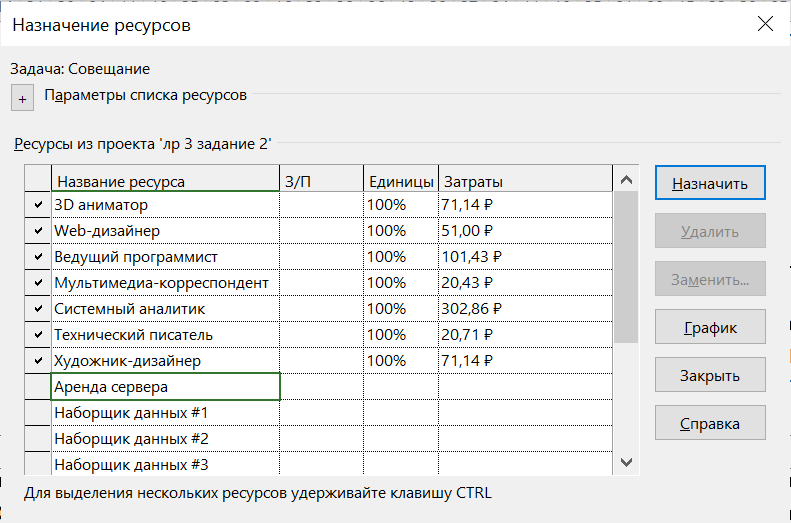 Назначение ресурсов
Задача: Совещание
+ Параметры списка ресурсов
Ресурсы из проекта 'лр 3 задание 2'
Название ресурса З/П Единицы Затраты
3D аниматор 100% 71,14 ₽
Web-дизайнер 100% 51,00 ₽
Ведущий программист 100% 101,43 ₽
Мультимедиа-корреспондент 100% 20,43 ₽
Системный аналитик 100% 302,86 ₽
Технический писатель 100% 20,71 ₽
Художник-дизайнер 100% 71,14 ₽
Аренда сервера
Наборщик данных #1
Наборщик данных #2
Наборщик данных #3
Назначить
Удалить
Заменить...
График
Закрыть
Справка
Для выделения нескольких ресурсов удерживайте клавишу CTRL